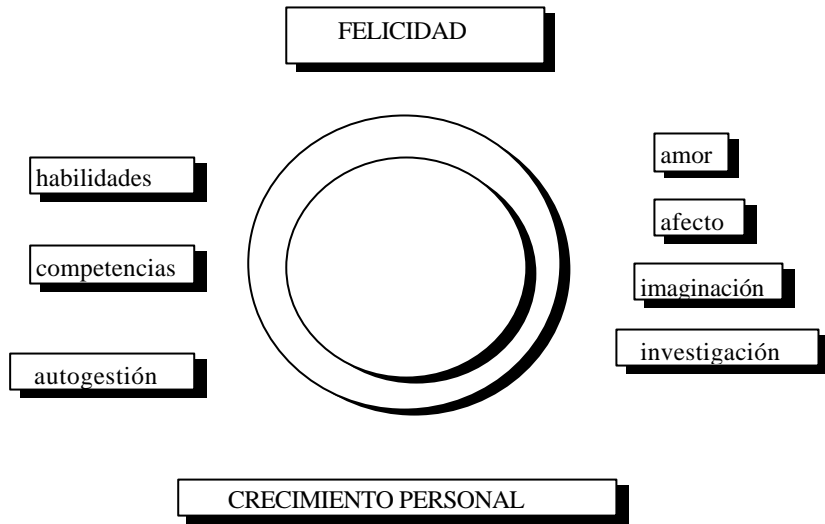 FELICIDAD
habilidades
competencias
autogestión
amor
afecto
imaginación
investigación
CRECIMIENTO PERSONAL